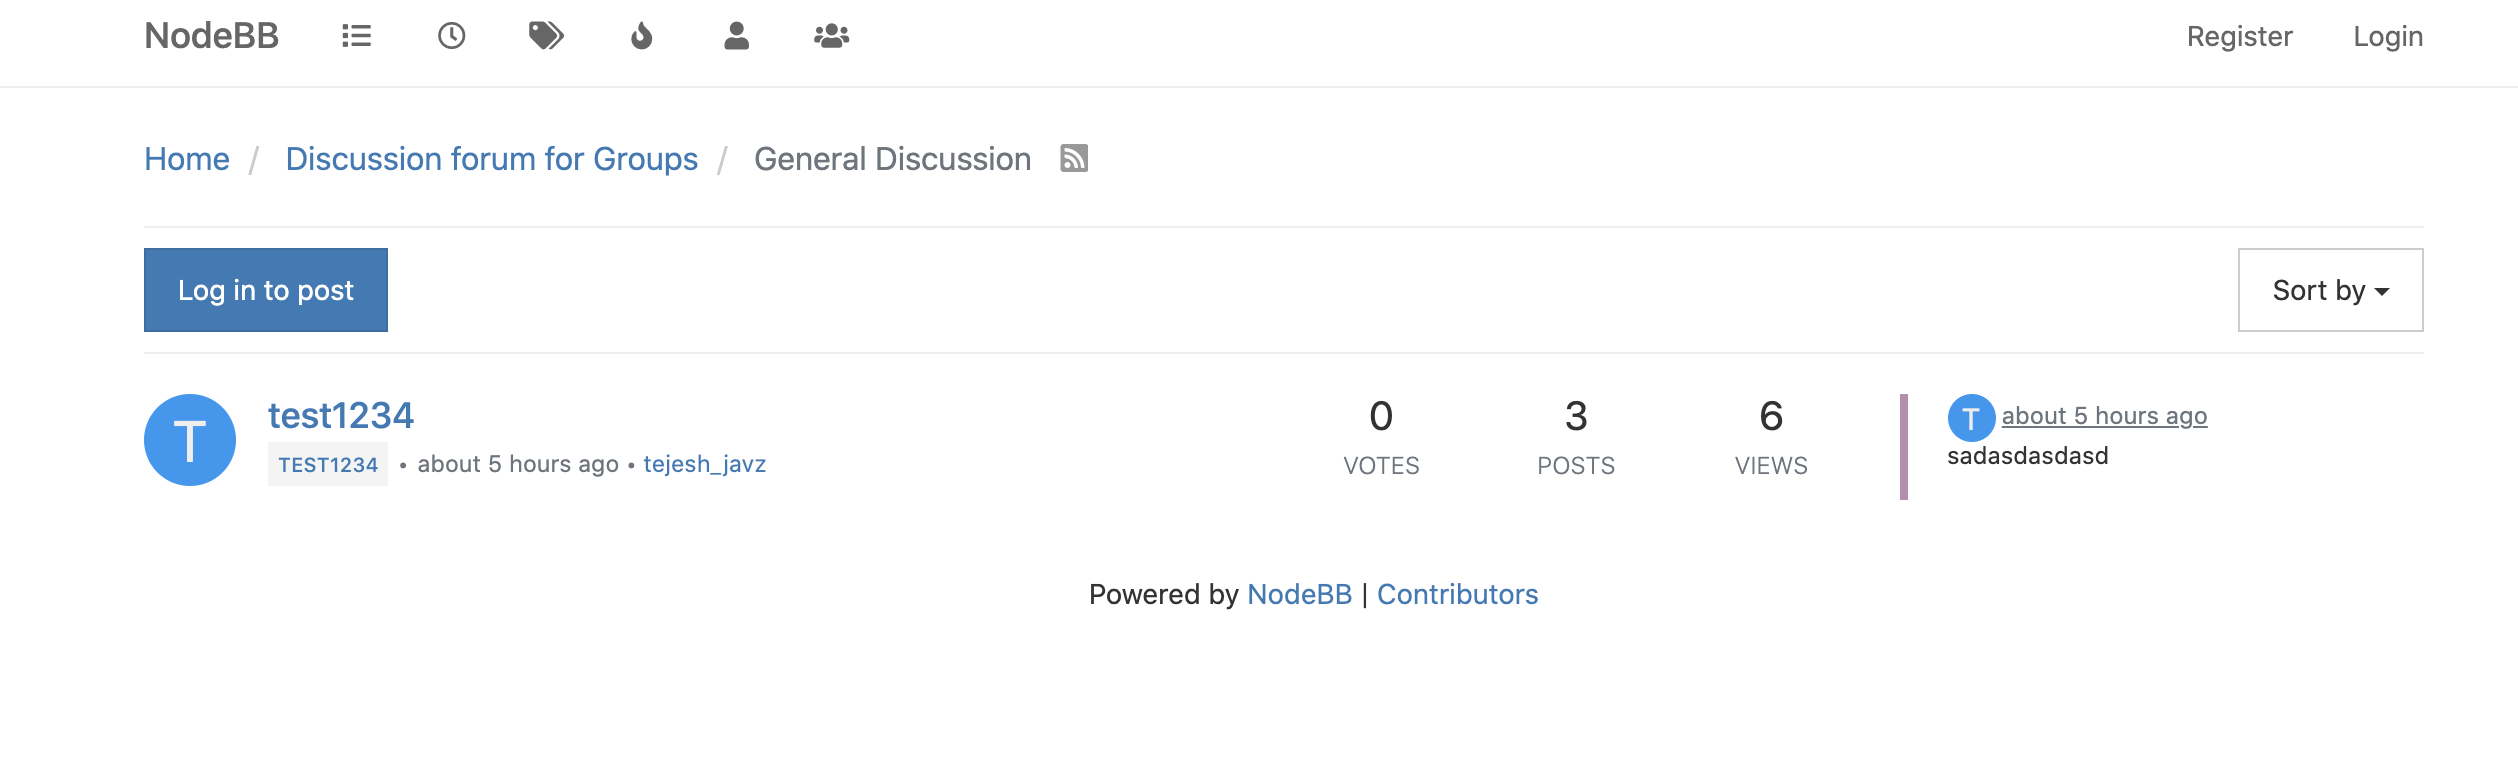 NodeBB
Register
Login
Home / Discussion forum for Groups / General Discussion
Log in to post
Sort by
T
test1234
TEST1234 • about 5 hours ago • tejesh_javz
0
VOTES
3
POSTS
6
VIEWS
T about 5 hours ago
sadasdasdasd
Powered by NodeBB | Contributors